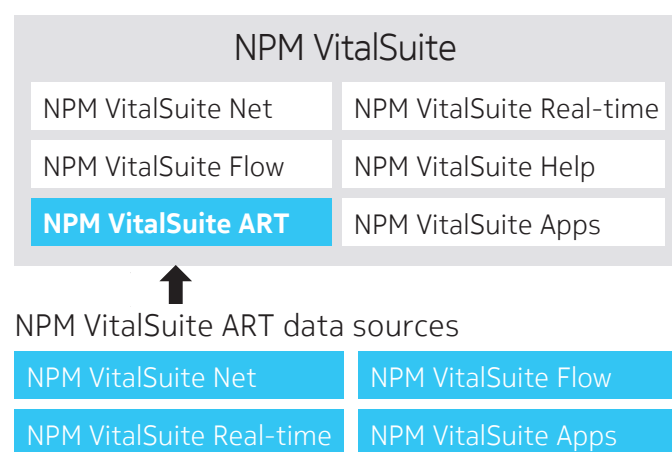 NPM VitalSuite
NPM VitalSuite Net
NPM VitalSuite Real-time
NPM VitalSuite Flow
NPM VitalSuite Help
NPM VitalSuite ART
NPM VitalSuite Apps
NPM VitalSuite ART data sources
NPM VitalSuite Net
NPM VitalSuite Flow
NPM VitalSuite Real-time
NPM VitalSuite Apps